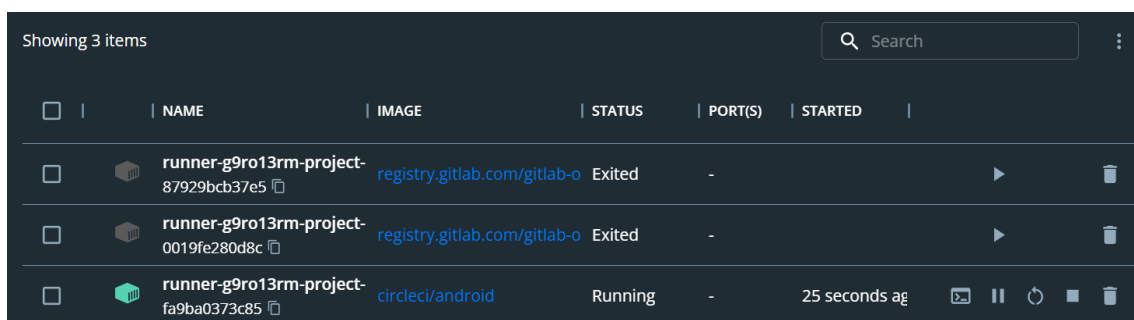 Showing 3 items
Search
NAME
IMAGE
STATUS
PORT(S)
STARTED
runner-g9ro13rm-project-
87929bcb37e5
registry.gitlab.com/gitlab-o
Exited
-
runner-g9ro13rm-project-
0019fe280d8c
registry.gitlab.com/gitlab-o
Exited
-
runner-g9ro13rm-project-
fa9ba0373c85
circleci/android
Running
-
25 seconds ag